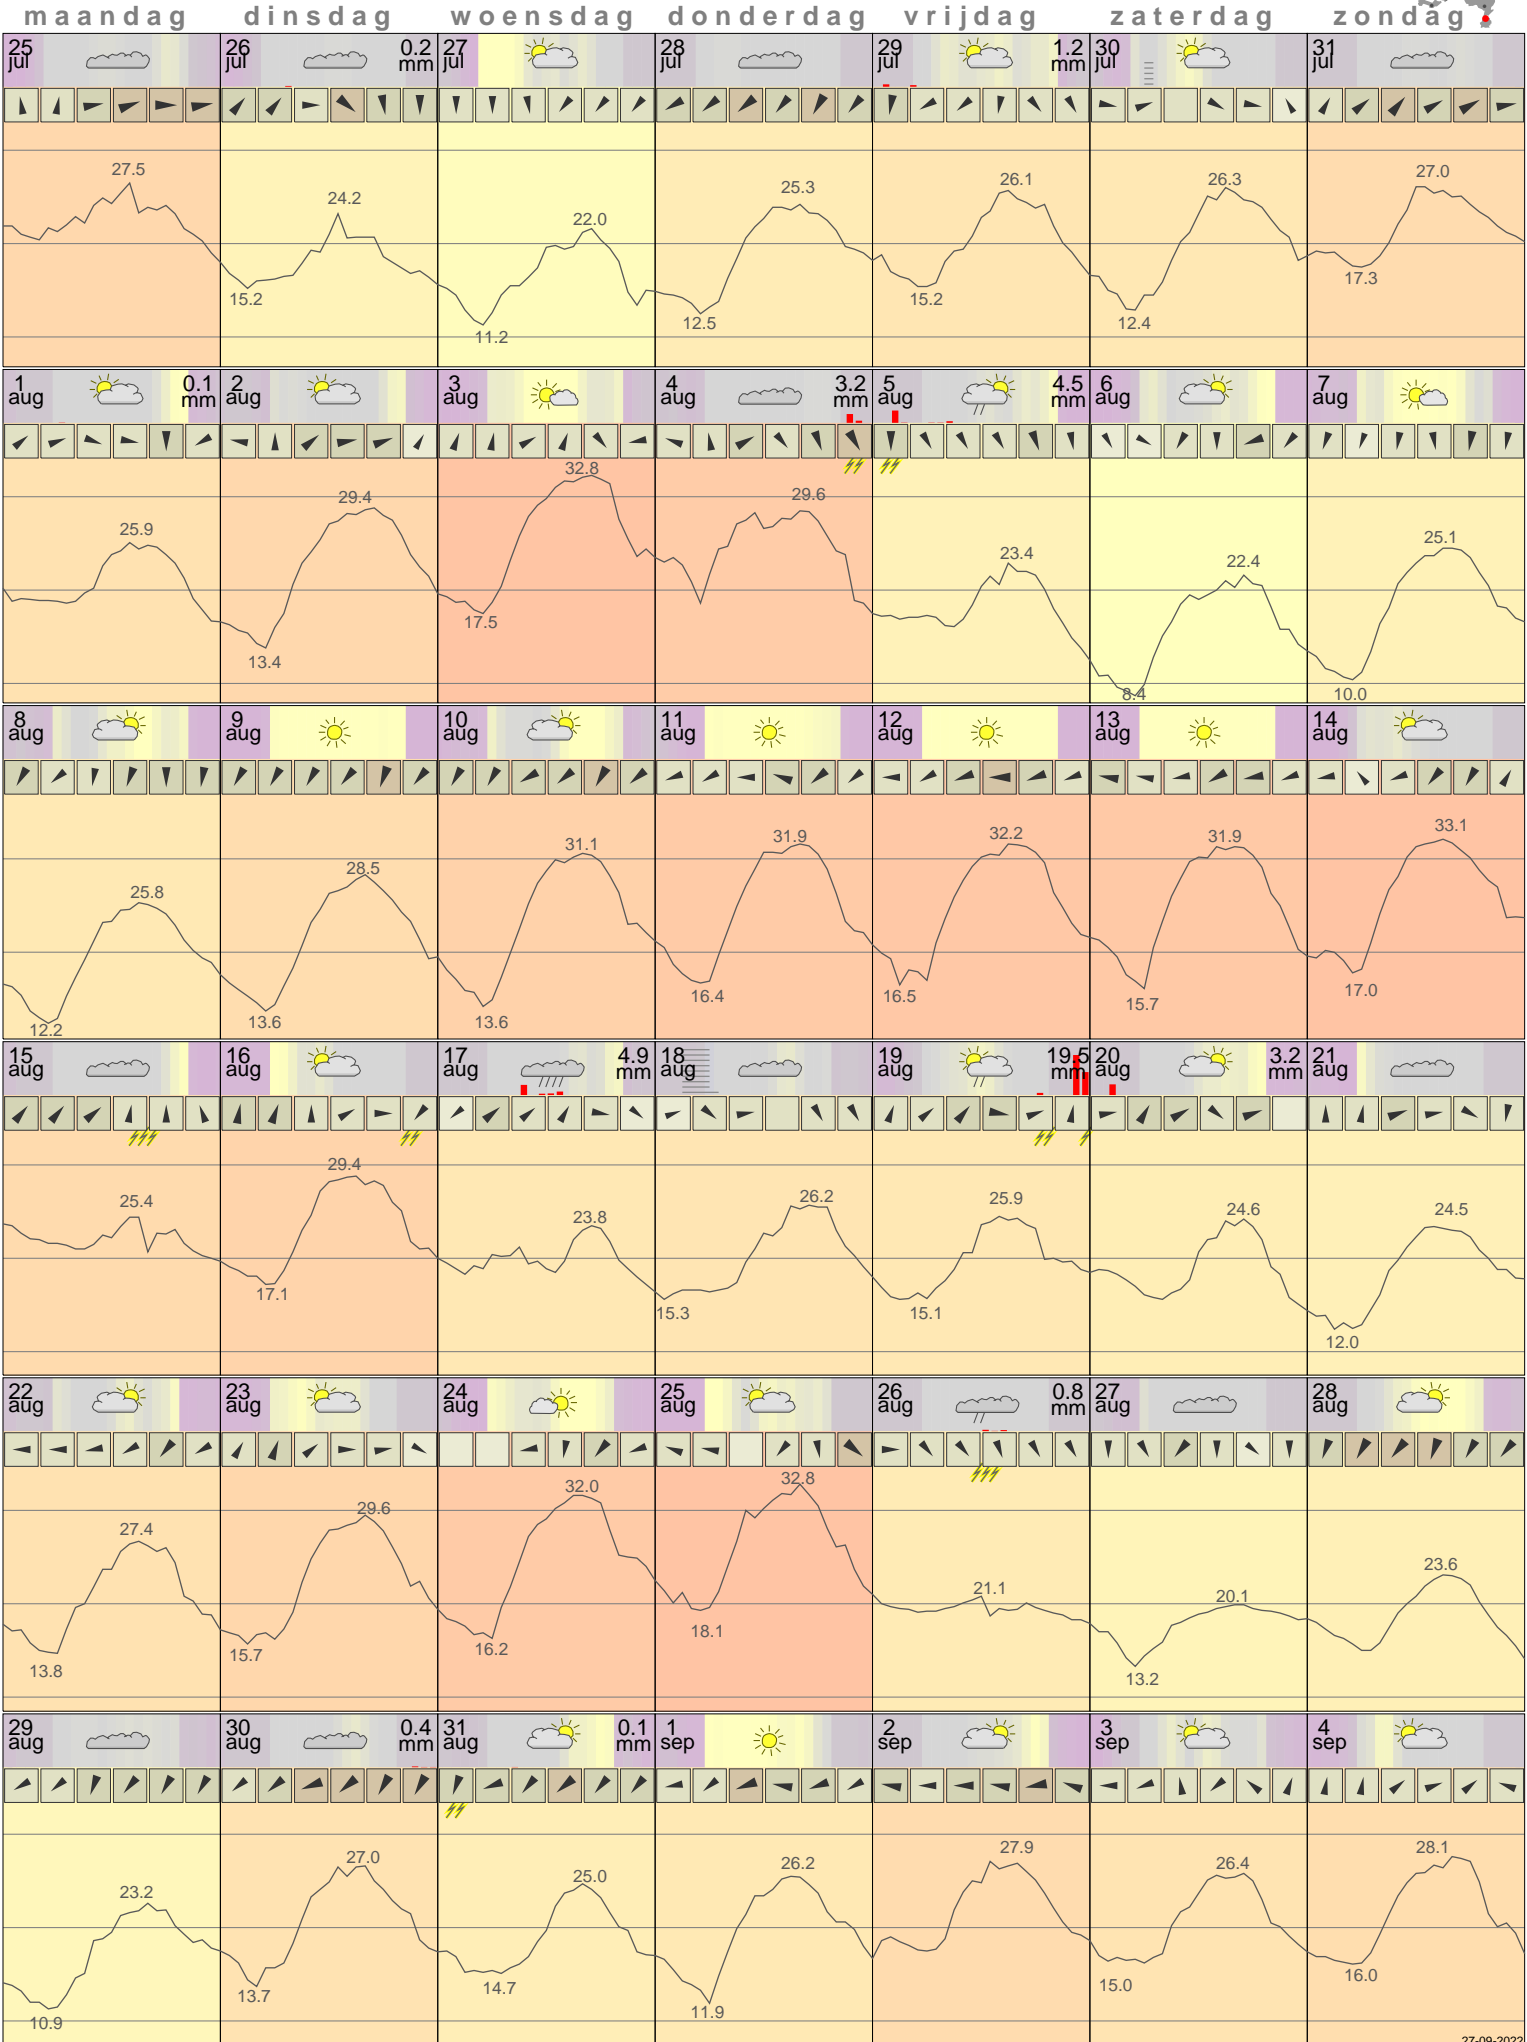 maandag dinsdag woensdag donderdag vrijdag zaterdag zondag
25 jul 26 jul 0.2 mm 27 jul 28 jul 29 jul 1.2 mm 30 jul 31 jul
27.5 24.2 22.0 25.3 26.1 26.3 27.0
15.2 11.2 12.5 15.2 12.4 17.3
1 aug 0.1 mm 2 aug 3 aug 4 aug 3.2 mm 5 aug 4.5 mm 6 aug 7 aug
25.9 29.4 32.8 29.6 23.4 22.4 25.1
13.4 17.5 8.4 10.0
8 aug 9 aug 10 aug 11 aug 12 aug 13 aug 14 aug
25.8 28.5 31.1 31.9 32.2 31.9 33.1
12.2 13.6 13.6 16.4 16.5 15.7 17.0
15 aug 16 aug 17 aug 4.9 mm 18 aug 19 aug 19.5 mm 20 aug 3.2 mm 21 aug
25.4 29.4 23.8 26.2 25.9 24.6 24.5
17.1 15.3 15.1 12.0
22 aug 23 aug 24 aug 25 aug 26 aug 0.8 mm 27 aug 28 aug
27.4 29.6 32.0 32.8 21.1 20.1 23.6
13.8 15.7 16.2 18.1 13.2
29 aug 30 aug 0.4 mm 31 aug 0.1 mm 1 sep 2 sep 3 sep 4 sep
23.2 27.0 25.0 26.2 27.9 26.4 28.1
10.9 13.7 14.7 11.9 15.0 16.0
27-09-2022